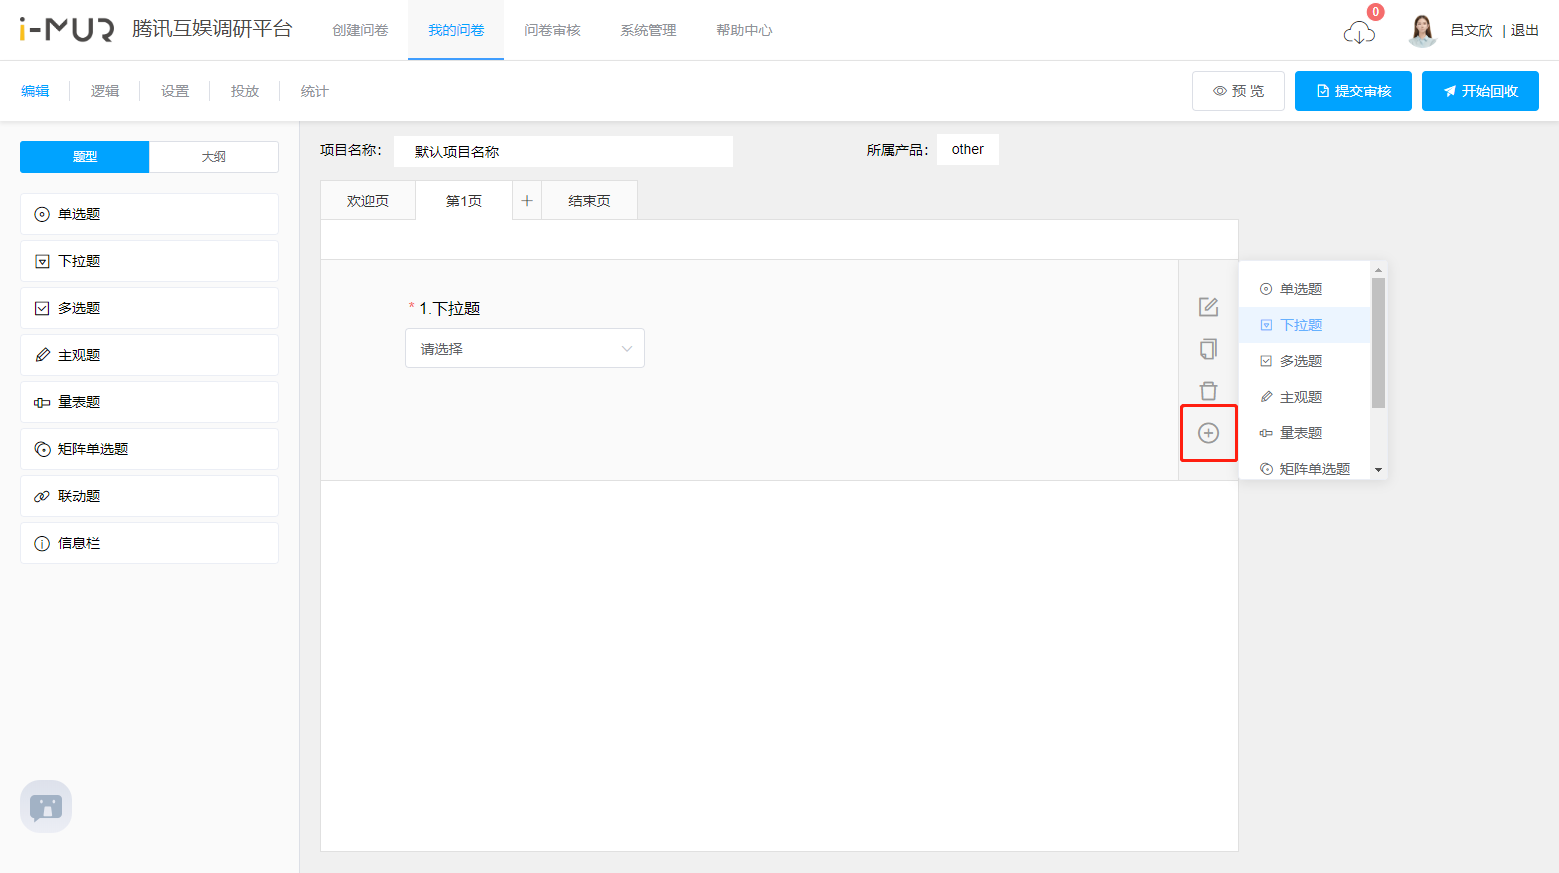 i-MUR 腾讯互娱调研平台 创建问卷 我的问卷 问卷审核 系统管理 帮助中心 0 吕文欣 | 退出
编辑 逻辑 设置 投放 统计 预 览 提交审核 开始回收
题型 大纲
项目名称： 默认项目名称 所属产品： other
欢迎页 第1页 + 结束页
单选题
下拉题
多选题
主观题
量表题
矩阵单选题
联动题
信息栏
* 1.下拉题
请选择
单选题
下拉题
多选题
主观题
量表题
矩阵单选题